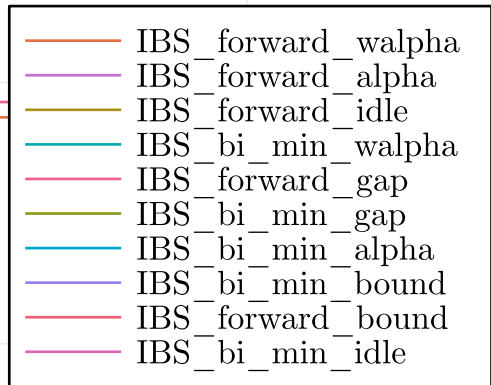 IBS_forward_walpha
IBS_forward_alpha
IBS_forward_idle
IBS_bi_min_walpha
IBS_forward_gap
IBS_bi_min_gap
IBS_bi_min_alpha
IBS_bi_min_bound
IBS_forward_bound
IBS_bi_min_idle